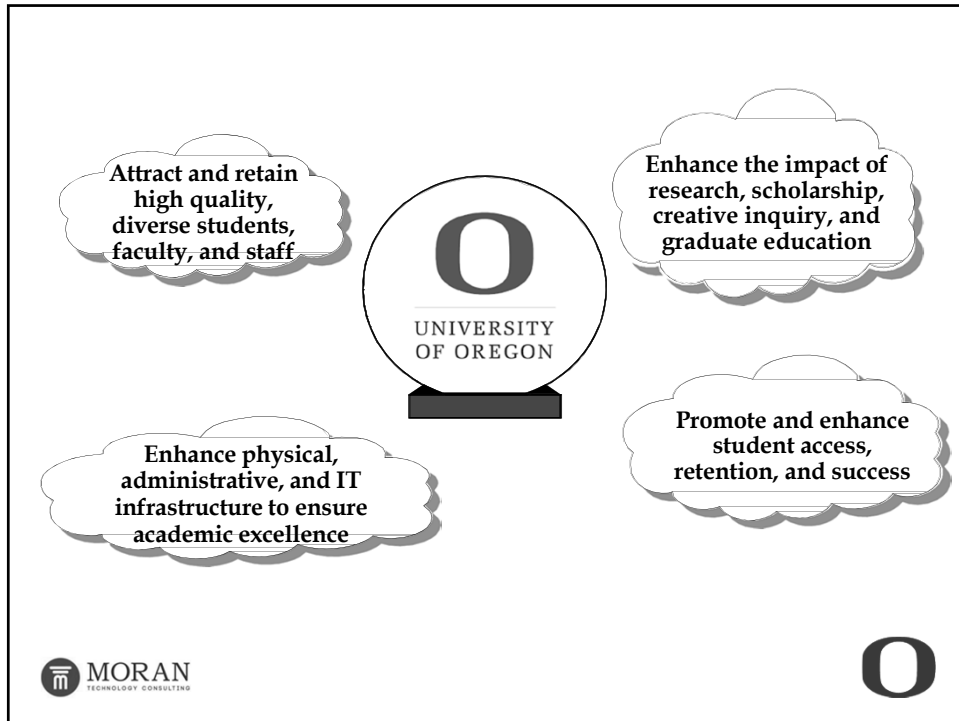 Attract and retain
high quality,
diverse students,
faculty, and staff
Enhance the impact of
research, scholarship,
creative inquiry, and
graduate education
O
UNIVERSITY
OF OREGON
Enhance physical,
administrative, and IT
infrastructure to ensure
academic excellence
Promote and enhance
student access,
retention, and success
MORAN
TECHNOLOGY CONSULTING
O